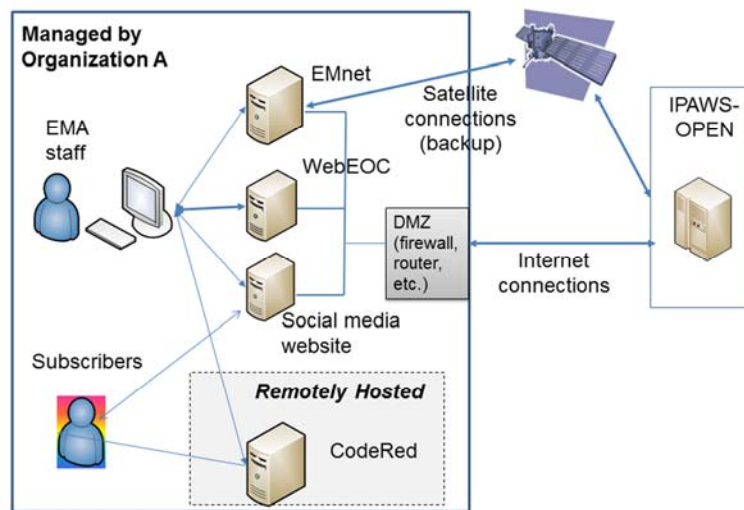 Managed by
Organization A
EMnet
EMA
staff
WebEOC
Satellite
connections
(backup)
IPAWS-
OPEN
DMZ
(firewall,
router,
etc.)
Internet
connections
Social media
website
Subscribers
Remotely Hosted
CodeRed